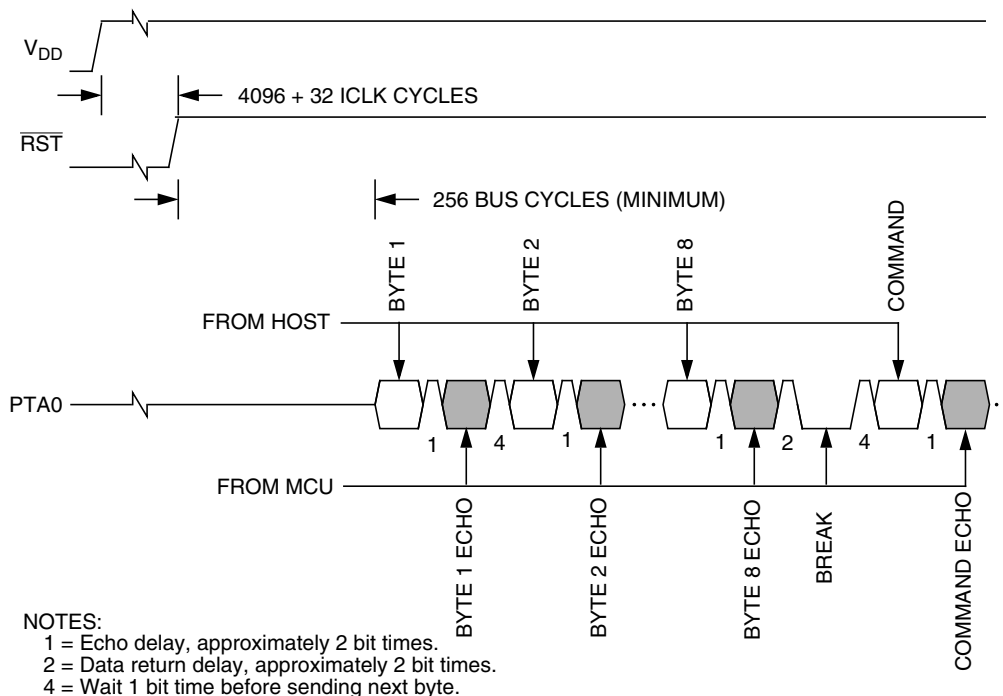 VDD
4096 + 32 ICLK CYCLES
RST
256 BUS CYCLES (MINIMUM)
BYTE 1
BYTE 2
BYTE 8
COMMAND
FROM HOST
PTA0
1
4
1
1
2
4
1
FROM MCU
BYTE 1 ECHO
BYTE 2 ECHO
BYTE 8 ECHO
BREAK
COMMAND ECHO
NOTES:
1 = Echo delay, approximately 2 bit times.
2 = Data return delay, approximately 2 bit times.
4 = Wait 1 bit time before sending next byte.